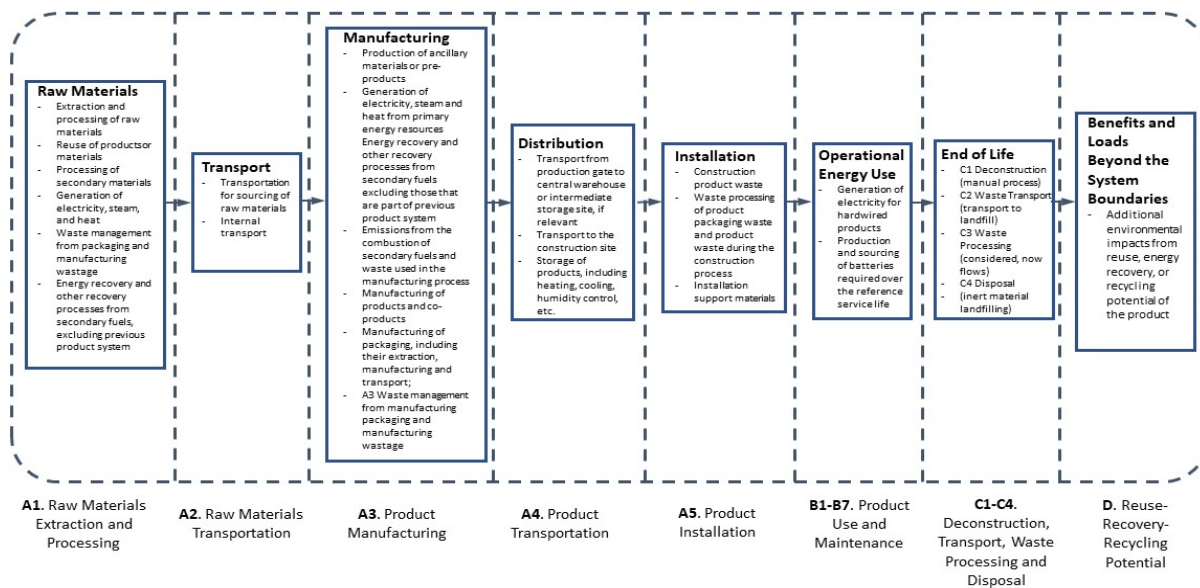 Raw Materials
- Extraction and
processing of raw
materials
- Reuse of productsor
materials
- Processing of
secondary materials
- Generation of
electricity, steam,
and heat
- Waste management
from packaging and
manufacturing
wastage
- Energy recovery and
other recovery
processes from
secondary fuels,
excluding previous
product system
Transport
- Transportation
for sourcing of
raw materials
- Internal
transport
Manufacturing
- Production of ancillary
materials or pre-
products
- Generation of
electricity, steam and
heat from primary
energy resources
Energy recovery and
other recovery
processes from
secondary fuels
excluding those that
are part of previous
product system
- Emissions from the
combustion of
secondary fuels and
waste used in the
manufacturing process
- Manufacturing of
products and co-
products
- Manufacturing of
packaging, including
their extraction,
manufacturing and
transport;
- A3 Waste management
from manufacturing
packaging and
manufacturing
wastage
Distribution
- Transport from
production gate to
central warehouse
or intermediate
storage site, if
relevant
- Transport to the
construction site
- Storage of
products, including
heating, cooling,
humidity control,
etc.
Installation
- Construction
product waste
- Waste processing
of product
packaging waste
and product
waste during the
construction
process
- Installation
support materials
Operational
Energy Use
- Generation of
electricity for
hardwired
products
- Production
and sourcing
of batteries
required over
the reference
service life
End of Life
- C1 Deconstruction
(manual process)
- C2 Waste Transport
(transport to
landfill)
- C3 Waste
Processing
(considered, now
flows)
- C4 Disposal
- (inert material
landfilling)
Benefits and
Loads
Beyond the
System
Boundaries
- Additional
environmental
impacts from
reuse, energy
recovery, or
recycling
potential of
the product
A1. Raw Materials
Extraction and
Processing
A2. Raw Materials
Transportation
A3. Product
Manufacturing
A4. Product
Transportation
A5. Product
Installation
B1-B7. Product
Use and
Maintenance
C1-C4.
Deconstruction,
Transport, Waste
Processing and
Disposal
D. Reuse-
Recovery-
Recycling
Potential